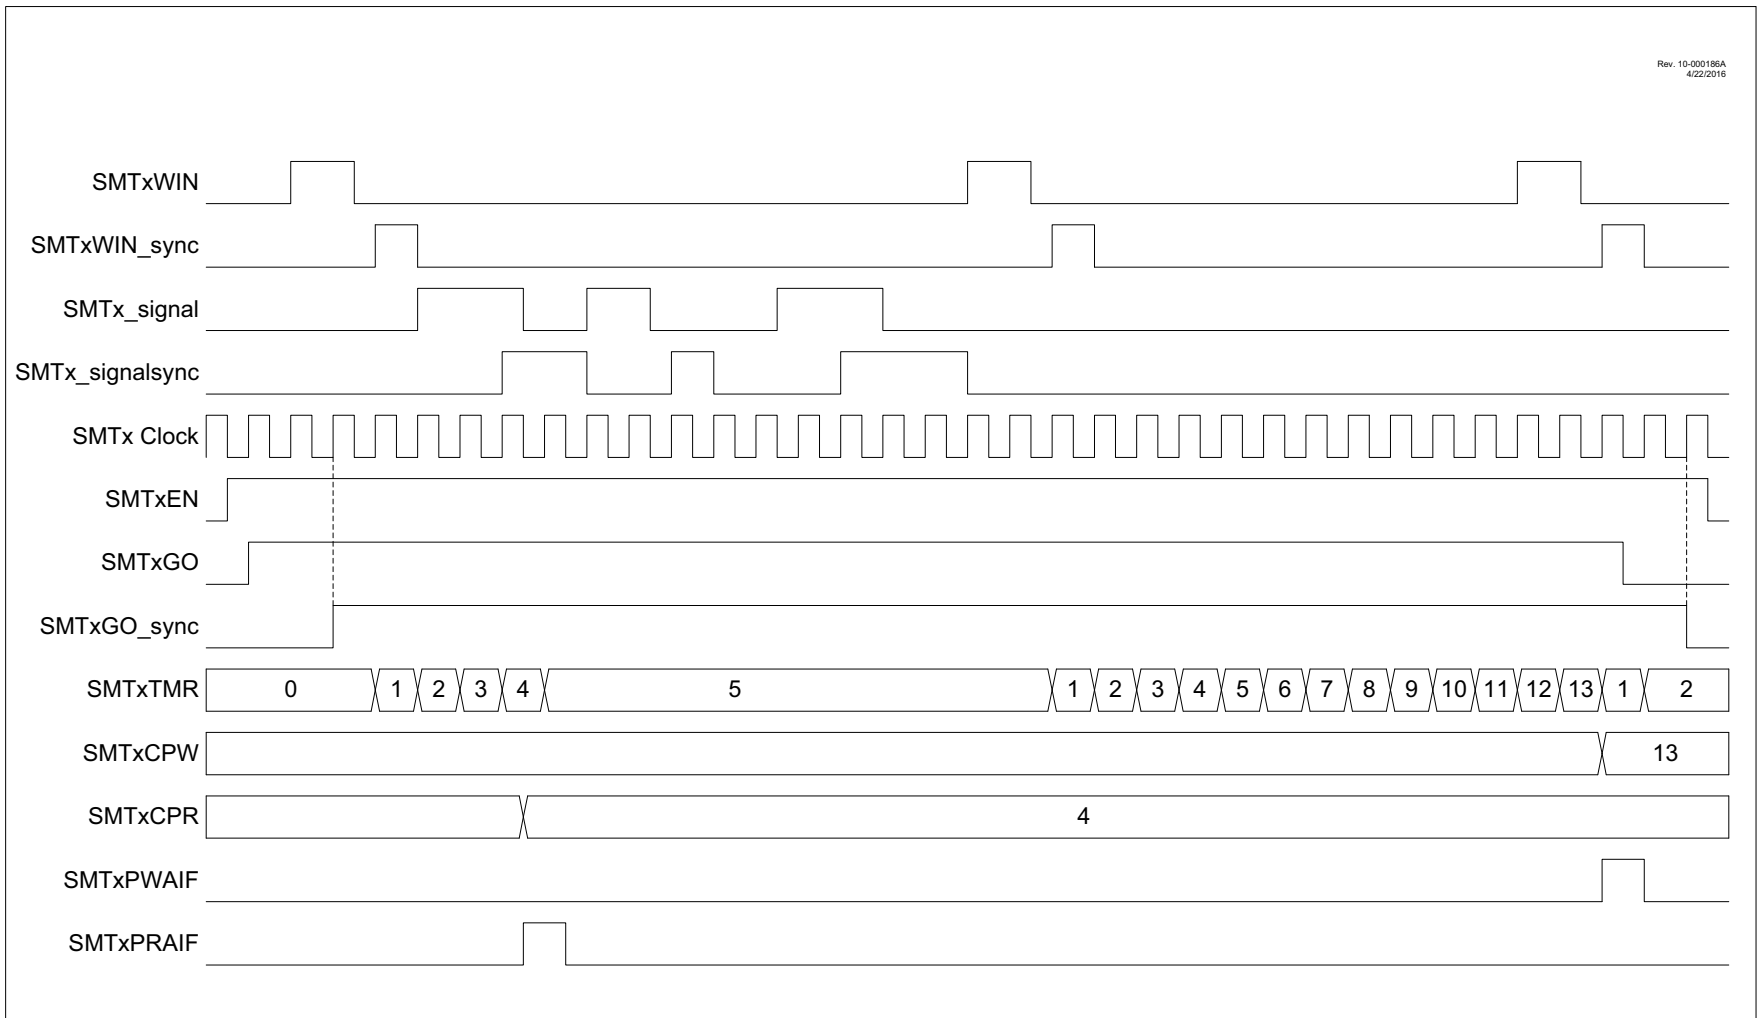 Rev. 10-000186A
4/22/2016
SMTxWIN
SMTxWIN_sync
SMTx_signal
SMTx_signalsync
SMTx Clock
SMTxEN
SMTxGO
SMTxGO_sync
SMTxTMR 0 1 2 3 4 5 1 2 3 4 5 6 7 8 9 10 11 12 13 1 2
SMTxCPW 13
SMTxCPR 4
SMTxPWAIF
SMTxPRAIF